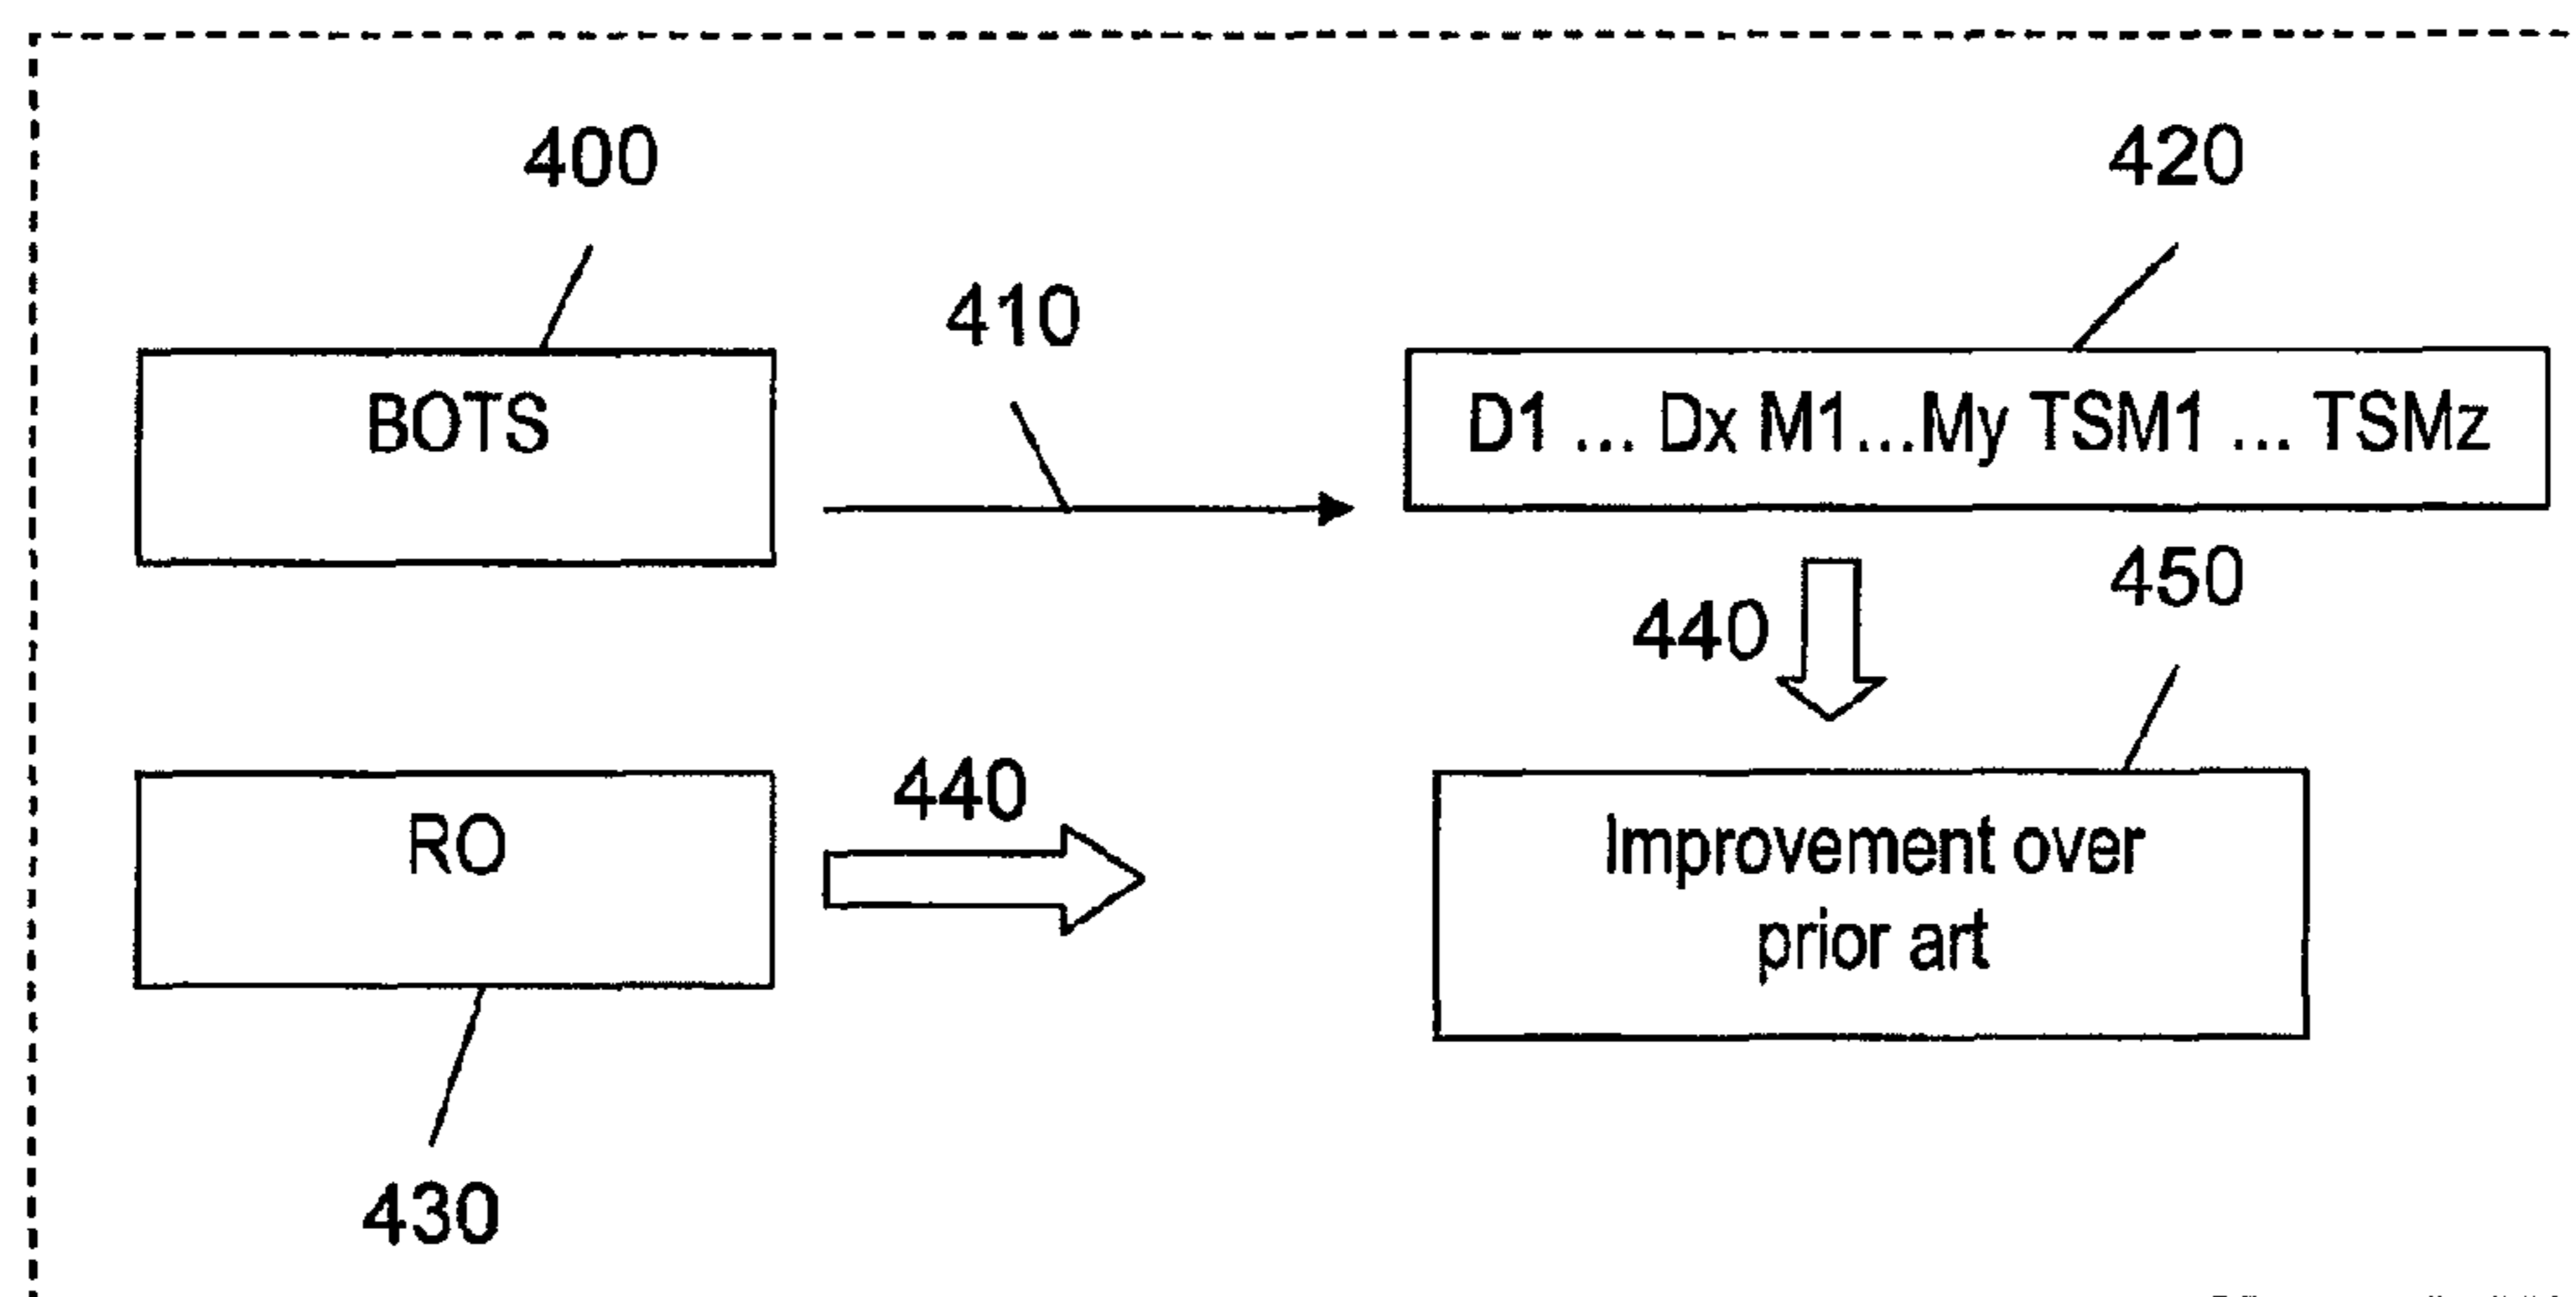 400
420
410
BOTS
D1 ... Dx M1...My TSM1 ... TSMz
440
450
440
RO
Improvement over
prior art
430